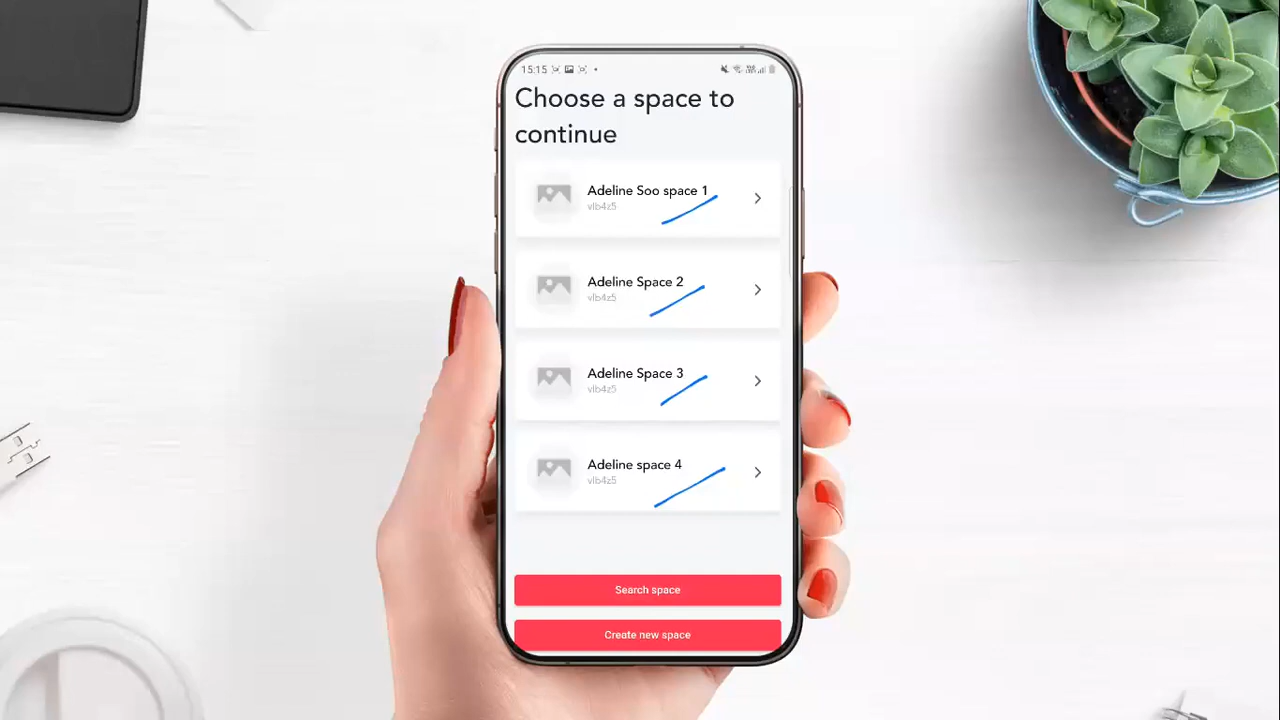 15:15
Choose a space to
continue
Adeline Soo space 1
vlb4z5
Adeline Space 2
vlb4z5
Adeline Space 3
vlb4z5
Adeline space 4
vlb4z5
Search space
Create new space